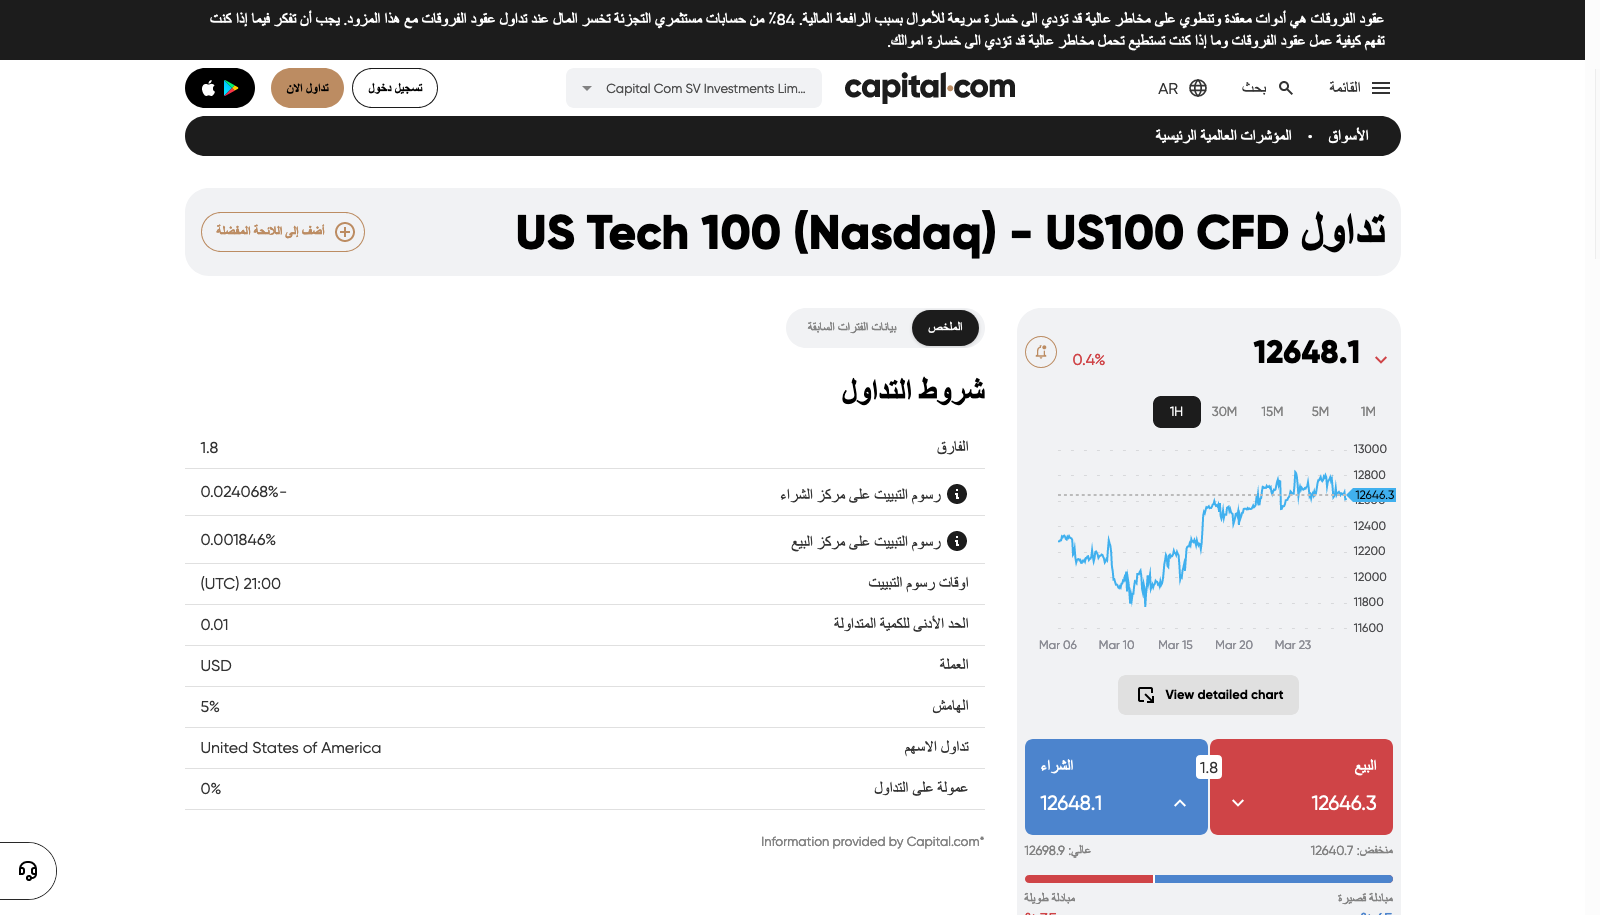 عقود الفروقات هي أدوات معقدة وتنطوي على مخاطر عالية قد تؤدي الى خسارة سريعة للأموال بسبب الرافعة المالية. 84٪ من حسابات مستثمري التجزئة تخسر المال عند تداول عقود الفروقات مع هذا المزود. يجب أن تفكر فيما إذا كنت
تفهم كيفية عمل عقود الفروقات وما إذا كنت تستطيع تحمل مخاطر عالية قد تؤدي الى خسارة اموالك.
القائمة
بحث
AR
capital.com
Capital Com SV Investments Lim...
تسجيل دخول
تداول الان
الأسواق • المؤشرات العالمية الرئيسية
تداول US Tech 100 (Nasdaq) - US100 CFD
أضف إلى اللائحة المفضلة
12648.1
0.4%
1H 30M 15M 5M 1M
13000
12800
12646.3
12400
12200
12000
11800
11600
Mar 06 Mar 10 Mar 15 Mar 20 Mar 23
View detailed chart
البيع
12646.3
1.8
الشراء
12648.1
منخفض: 12640.7
عالي: 12698.9
مبادلة قصيرة
مبادلة طويلة
الملخص
بيانات الفترات السابقة
شروط التداول
الفارق 1.8
رسوم التبييت على مركز الشراء -0.024068%
رسوم التبييت على مركز البيع 0.001846%
اوقات رسوم التبييت 21:00 (UTC)
الحد الأدنى للكمية المتداولة 0.01
العملة USD
الهامش 5%
تداول الاسهم United States of America
عمولة على التداول 0%
Information provided by Capital.com*